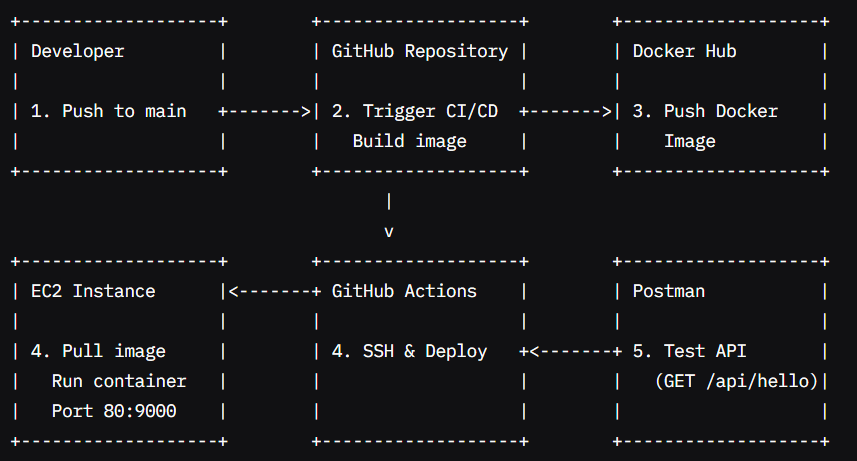 +-------------------+        +-------------------+        +-------------------+
| Developer         |        | GitHub Repository |        | Docker Hub        |
|                   |        |                   |        |                   |
| 1. Push to main   +------->| 2. Trigger CI/CD  +------->| 3. Push Docker    |
|                   |        |   Build image     |        |    Image          |
+-------------------+        +-------------------+        +-------------------+
                                    |
                                    v
+-------------------+        +-------------------+        +-------------------+
| EC2 Instance      |<-------+ GitHub Actions    |        | Postman           |
|                   |        |                   |        |                   |
| 4. Pull image     |        | 4. SSH & Deploy   +<-------+ 5. Test API       |
|   Run container   |        |                   |        |   (GET /api/hello)|
|   Port 80:9000    |        |                   |        |                   |
+-------------------+        +-------------------+        +-------------------+